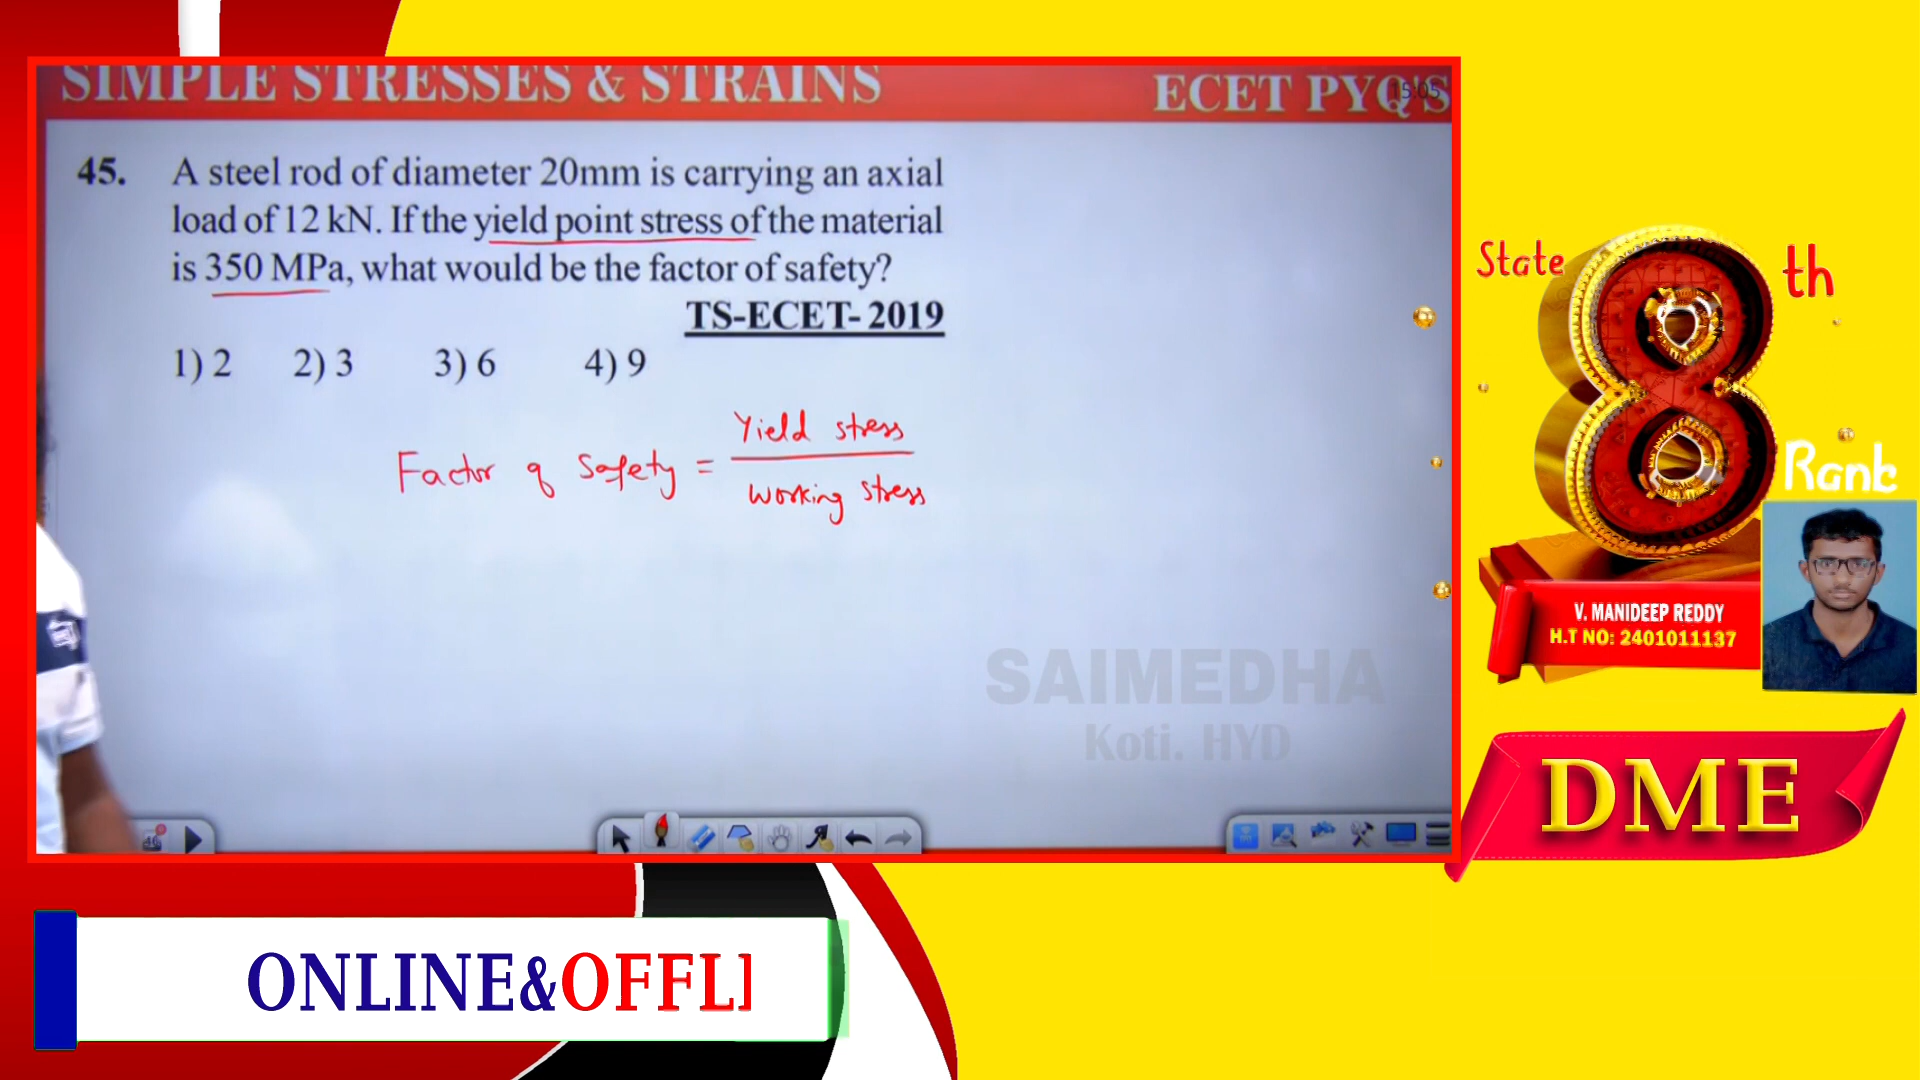 SIMPLE STRESSES & STRAINS
ECET PYQ'S
15:05
45. A steel rod of diameter 20mm is carrying an axial
load of 12 kN. If the yield point stress of the material
is 350 MPa, what would be the factor of safety?
TS-ECET- 2019
1) 2 2) 3 3) 6 4) 9
Factor of Safety = Yield stress
working stress
SAIMEDHA
Koti. HYD
State 8 th
Rank
V. MANIDEEP REDDY
H.T NO: 2401011137
DME
ONLINE&OFFLI